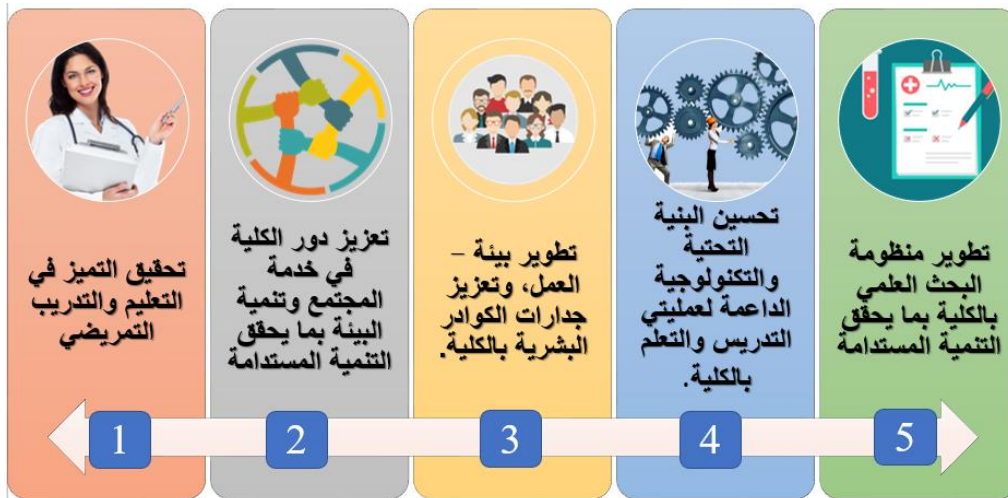 تحقيق التميز في
التعليم والتدريب
التمريضي
تعزيز دور الكلية
في خدمة
المجتمع وتنمية
البيئة بما يحقق
التنمية المستدامة
تطوير بيئة –
العمل، وتعزيز
جدارات الكوادر
البشرية بالكلية.
تحسين البنية
التحتية
والتكنولوجية
الداعمة لعمليتي
التدريس والتعلم
بالكلية.
تطوير منظومة
البحث العلمي
بالكلية بما يحقق
التنمية المستدامة
1
2
3
4
5